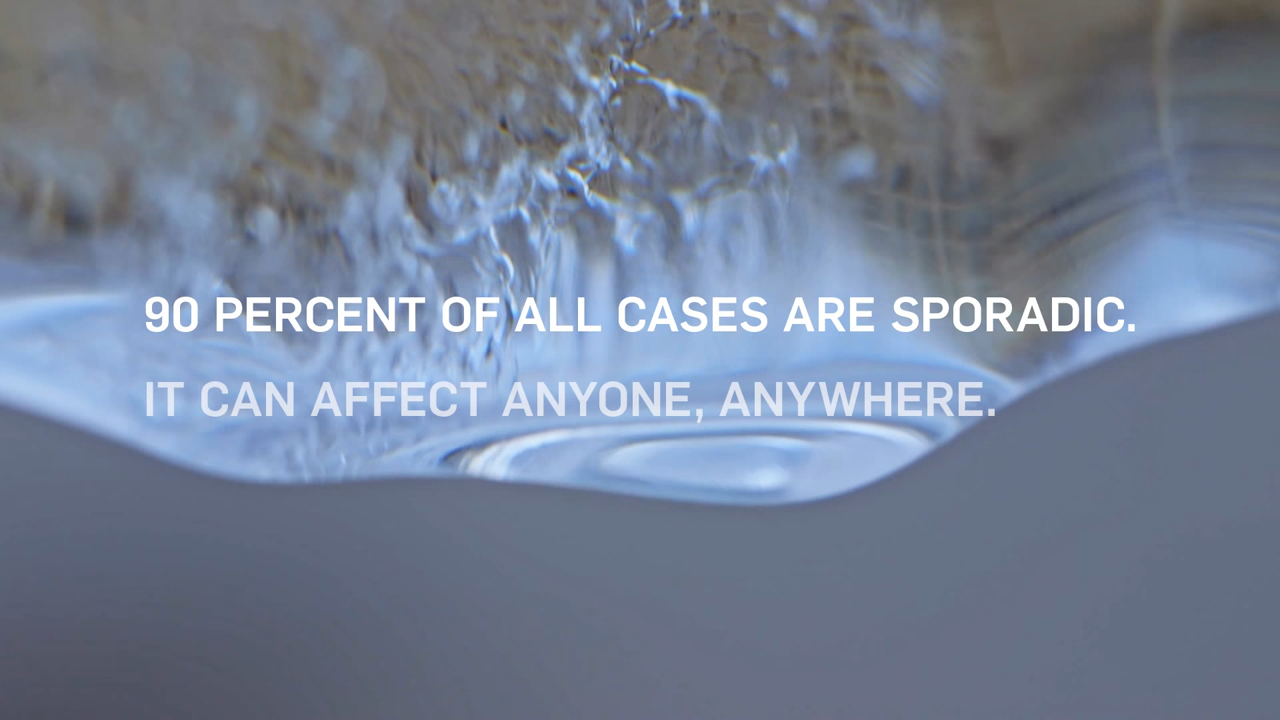 90 PERCENT OF ALL CASES ARE SPORADIC.
IT CAN AFFECT ANYONE, ANYWHERE.